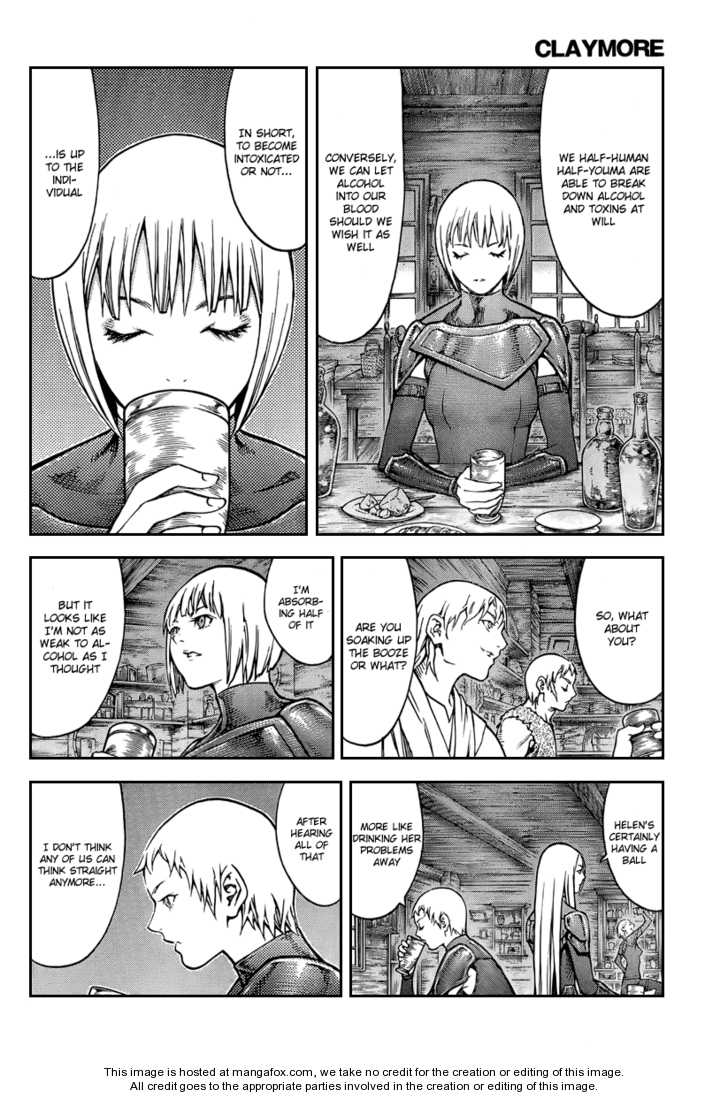 CLAYMORE
WE HALF-HUMAN
HALF-YOUMA ARE
ABLE TO BREAK
DOWN ALCOHOL
AND TOXINS AT
WILL
CONVERSELY,
WE CAN LET
ALCOHOL
INTO OUR
BLOOD
SHOULD WE
WISH IT AS
WELL
IN SHORT,
TO BECOME
INTOXICATED
OR NOT...
...IS UP
TO THE
INDI-
VIDUAL
SO, WHAT
ABOUT
YOU?
ARE YOU
SOAKING UP
THE BOOZE
OR WHAT?
I'M
ABSORB-
ING HALF
OF IT
BUT IT
LOOKS LIKE
I'M NOT AS
WEAK TO AL-
COHOL AS I
THOUGHT
HELEN'S
CERTAINLY
HAVING A
BALL
MORE LIKE
DRINKING HER
PROBLEMS
AWAY
AFTER
HEARING
ALL OF
THAT
I DON'T THINK
ANY OF US CAN
THINK STRAIGHT
ANYMORE...
This image is hosted at mangafox.com, we take no credit for the creation or editing of this image.
All credit goes to the appropriate parties involved in the creation or editing of this image.